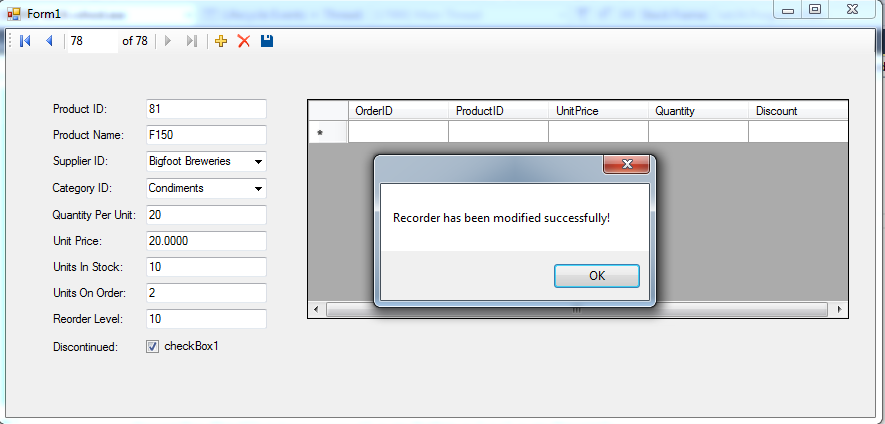 Form1
78 of 78
Product ID: 81
Product Name: F150
Supplier ID: Bigfoot Breweries
Category ID: Condiments
Quantity Per Unit: 20
Unit Price: 20.0000
Units In Stock: 10
Units On Order: 2
Reorder Level: 10
Discontinued: checkBox1
OrderID ProductID UnitPrice Quantity Discount
*
Recorder has been modified successfully!
OK